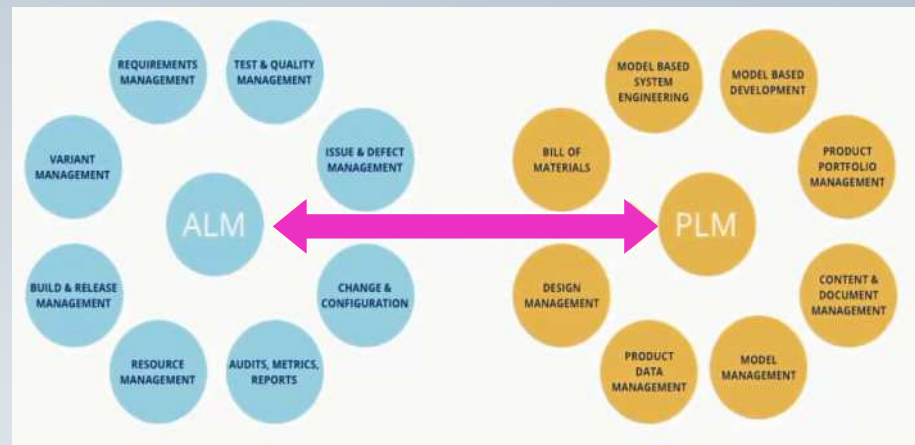 REQUIREMENTS
MANAGEMENT
TEST & QUALITY
MANAGEMENT
VARIANT
MANAGEMENT
ISSUE & DEFECT
MANAGEMENT
ALM
BUILD & RELEASE
MANAGEMENT
CHANGE &
CONFIGURATION
RESOURCE
MANAGEMENT
AUDITS, METRICS,
REPORTS
MODEL BASED
SYSTEM
ENGINEERING
MODEL BASED
DEVELOPMENT
BILL OF
MATERIALS
PRODUCT
PORTFOLIO
MANAGEMENT
PLM
DESIGN
MANAGEMENT
CONTENT &
DOCUMENT
MANAGEMENT
PRODUCT
DATA
MANAGEMENT
MODEL
MANAGEMENT